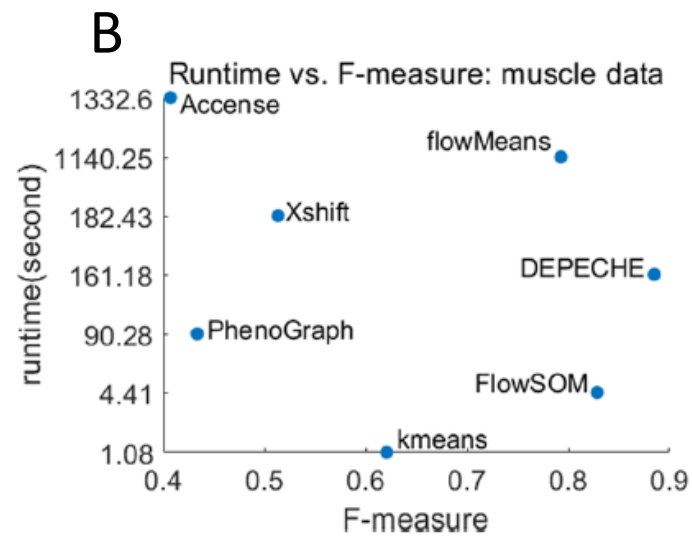 B
Runtime vs. F-measure: muscle data
1332.6
Accense
flowMeans
1140.25
182.43
Xshift
DEPECHE
161.18
90.28
PhenoGraph
FlowSOM
4.41
kmeans
1.08
runtime(second)
0.4 0.5 0.6 0.7 0.8 0.9
F-measure